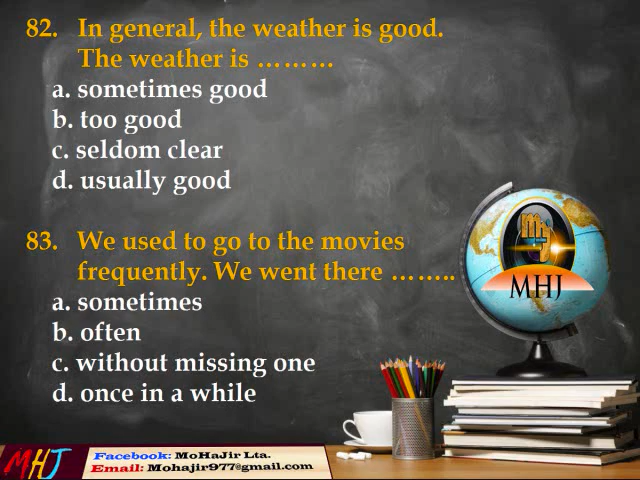 82. In general, the weather is good.
The weather is ………
a. sometimes good
b. too good
c. seldom clear
d. usually good
83. We used to go to the movies
frequently. We went there ……..
a. sometimes
b. often
c. without missing one
d. once in a while
MHJ
MHJ
MHJ
Facebook: MoHaJir Lta.
Email: Mohajir977@gmail.com